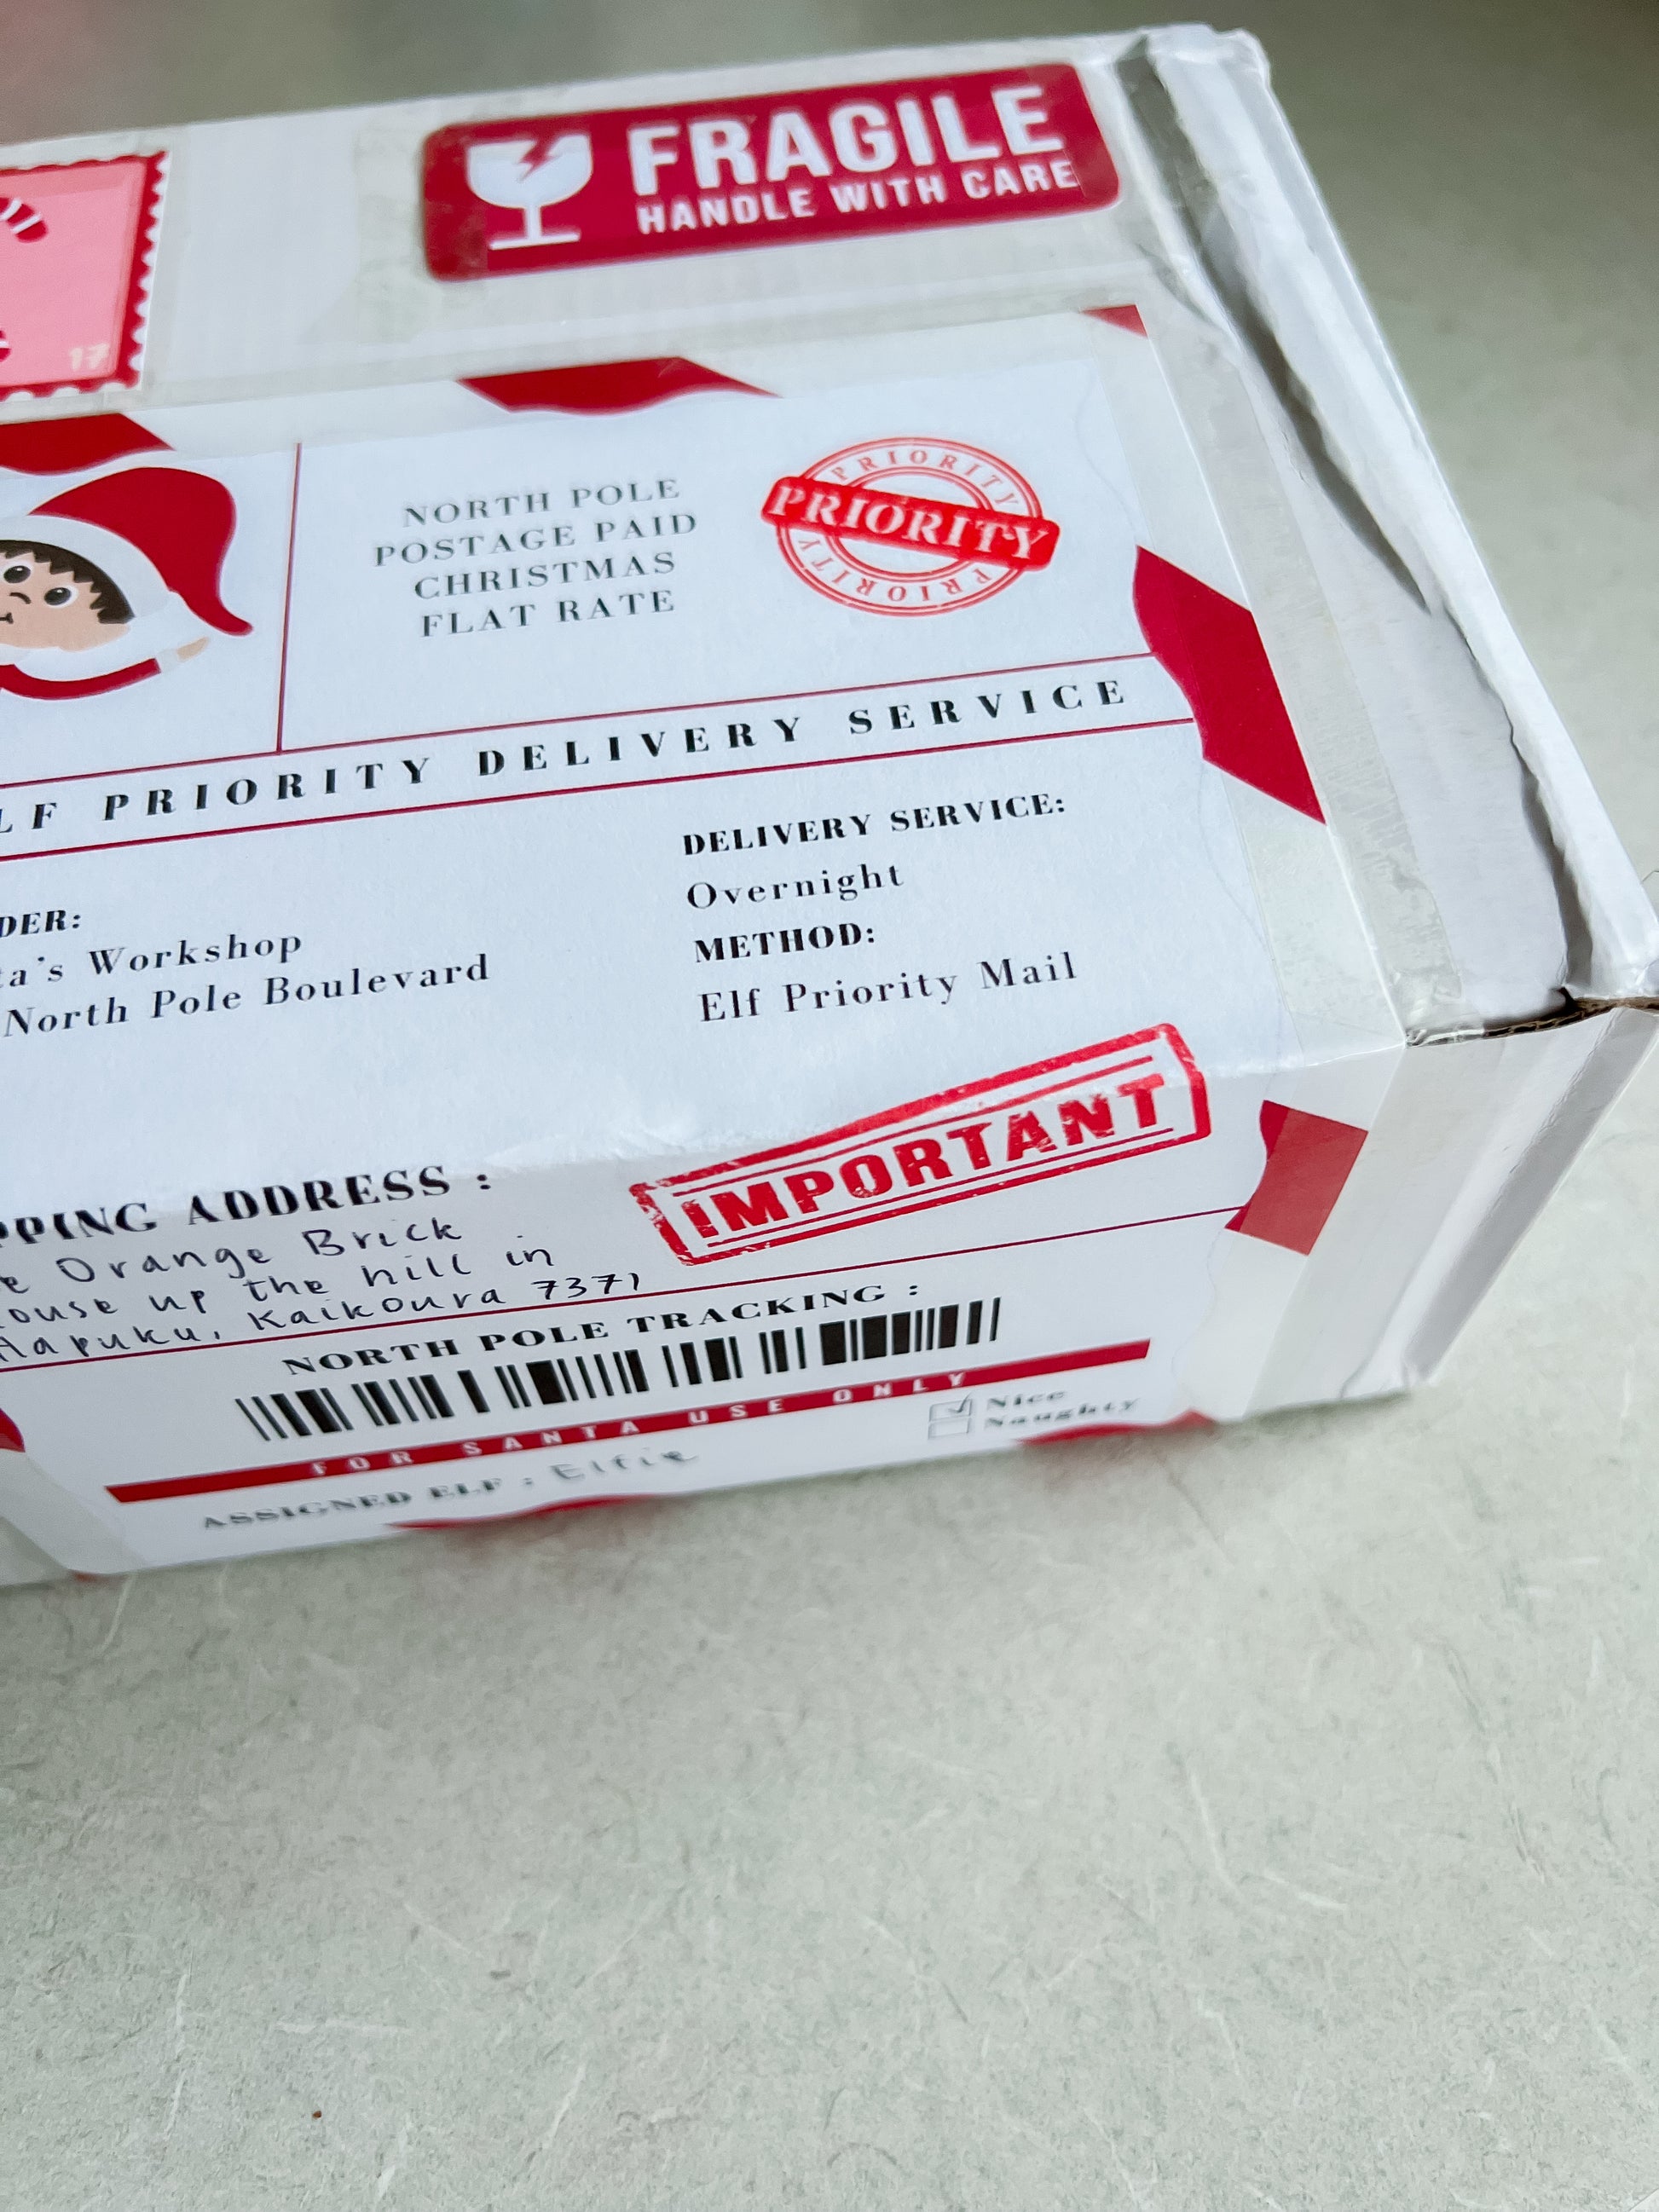 FRAGILE
HANDLE WITH CARE
17
NORTH POLE
POSTAGE PAID
CHRISTMAS
FLAT RATE
PRIORITY
PRIORITY
PRIORITY
PRIORITY
PRIORITY
LF PRIORITY DELIVERY SERVICE
DER:
ta's Workshop
North Pole Boulevard
DELIVERY SERVICE:
Overnight
METHOD:
Elf Priority Mail
IMPORTANT
PPING ADDRESS :
e Orange Brick
ouse up the hill in
Hapuku, Kaikoura 7371
NORTH POLE TRACKING :
FOR SANTA USE ONLY
ASSIGNED ELF : Elfie
Nice
Naughty